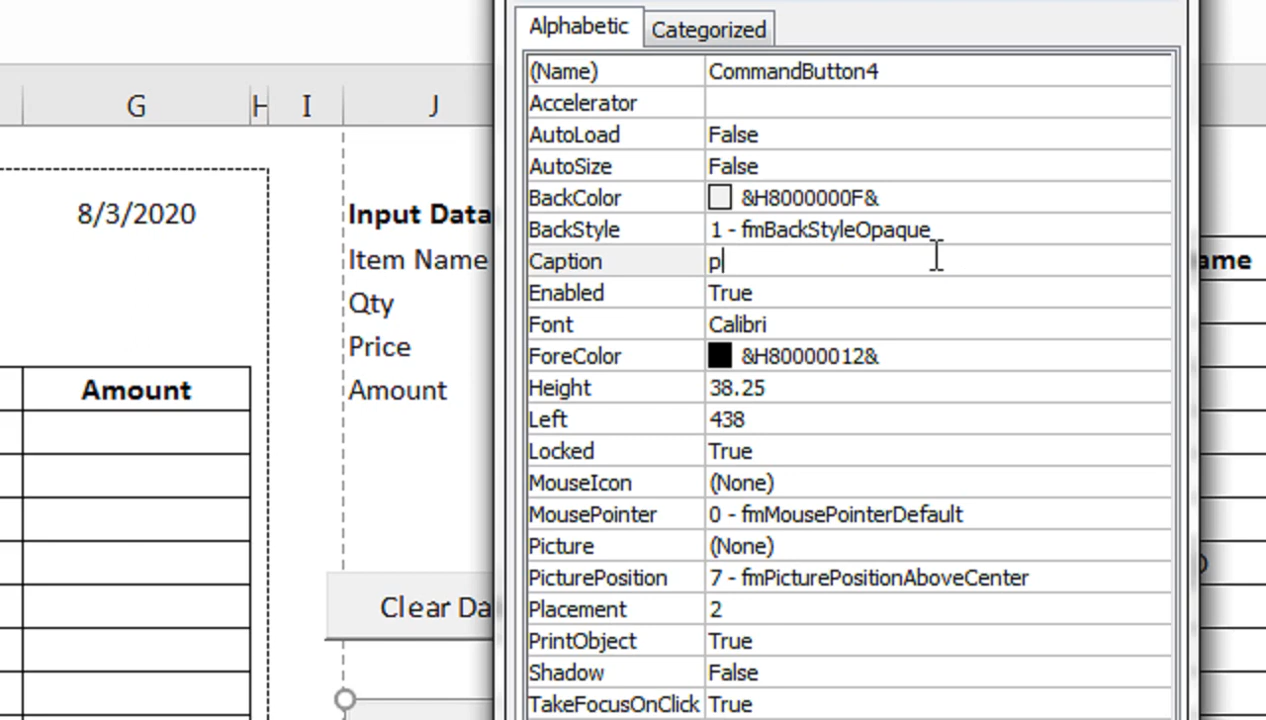 Alphabetic Categorized
(Name) CommandButton4
Accelerator
AutoLoad False
AutoSize False
BackColor &H8000000F&
BackStyle 1 - fmBackStyleOpaque
Caption p
Enabled True
Font Calibri
ForeColor &H80000012&
Height 38.25
Left 438
Locked True
MouseIcon (None)
MousePointer 0 - fmMousePointerDefault
Picture (None)
PicturePosition 7 - fmPicturePositionAboveCenter
Placement 2
PrintObject True
Shadow False
TakeFocusOnClick True
G H I J
8/3/2020
Amount
Input Data
Item Name
Qty
Price
Amount
Clear Da
ame